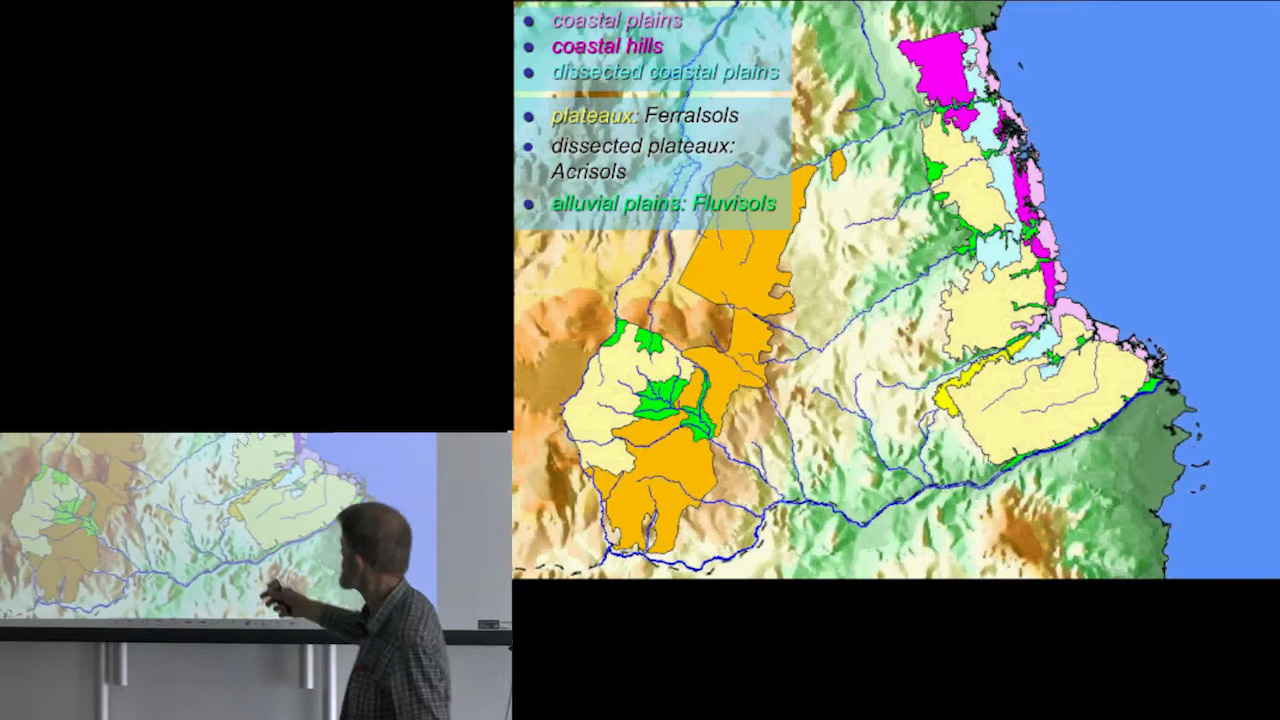 coastal plains
coastal hills
dissected coastal plains
plateaux: Ferralsols
dissected plateaux:
Acrisols
alluvial plains: Fluvisols